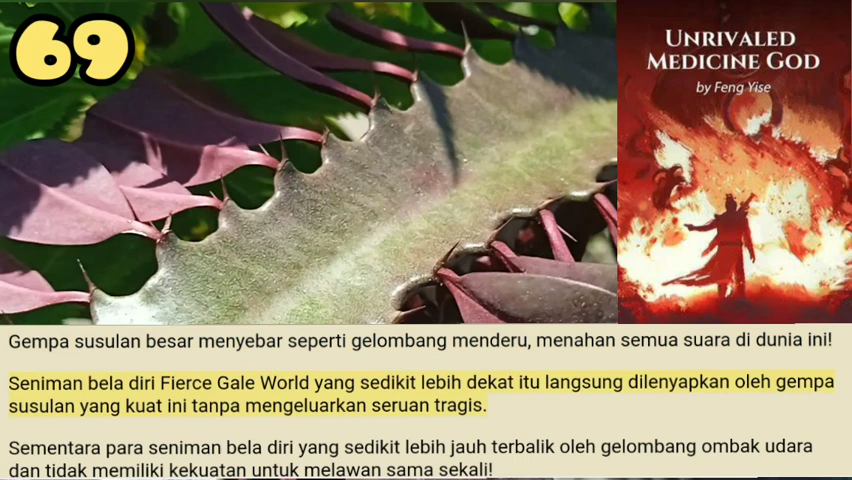 69
UNRIVALED
MEDICINE GOD
by Feng Yise
Gempa susulan besar menyebar seperti gelombang menderu, menahan semua suara di dunia ini!
Seniman bela diri Fierce Gale World yang sedikit lebih dekat itu langsung dilenyapkan oleh gempa
susulan yang kuat ini tanpa mengeluarkan seruan tragis.
Sementara para seniman bela diri yang sedikit lebih jauh terbalik oleh gelombang ombak udara
dan tidak memiliki kekuatan untuk melawan sama sekali!